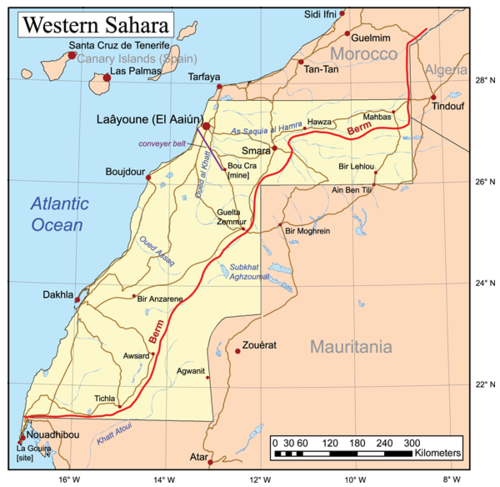 Western Sahara
Sidi Ifni
Santa Cruz de Tenerife
Guelmim
Canary Islands (Spain)
Morocco
Las Palmas
Tan-Tan
Algeria
28° N
Tarfaya
Tindouf
Laâyoune (El Aaiún)
As Saquia al Hamra
Hawza
Mahbas
Berm
conveyer belt
Smara
Oued al Khatt
Bou Cra
[mine]
Bir Lehlou
Boujdour
26° N
Ain Ben Tili
Atlantic
Ocean
Guelta
Zemmur
Bir Moghrein
Oued Assaq
Subkhat
Aghzoumal
24° N
Dakhla
Bir Anzarene
Berm
Zouérat
Mauritania
Awsard
Agwanit
22° N
Tichla
Nouadhibou
Khatt Atoui
La Gouira
[site]
Atar
0 30 60 120 180 240 300
Kilometers
16° W
14° W
12° W
10° W
8° W